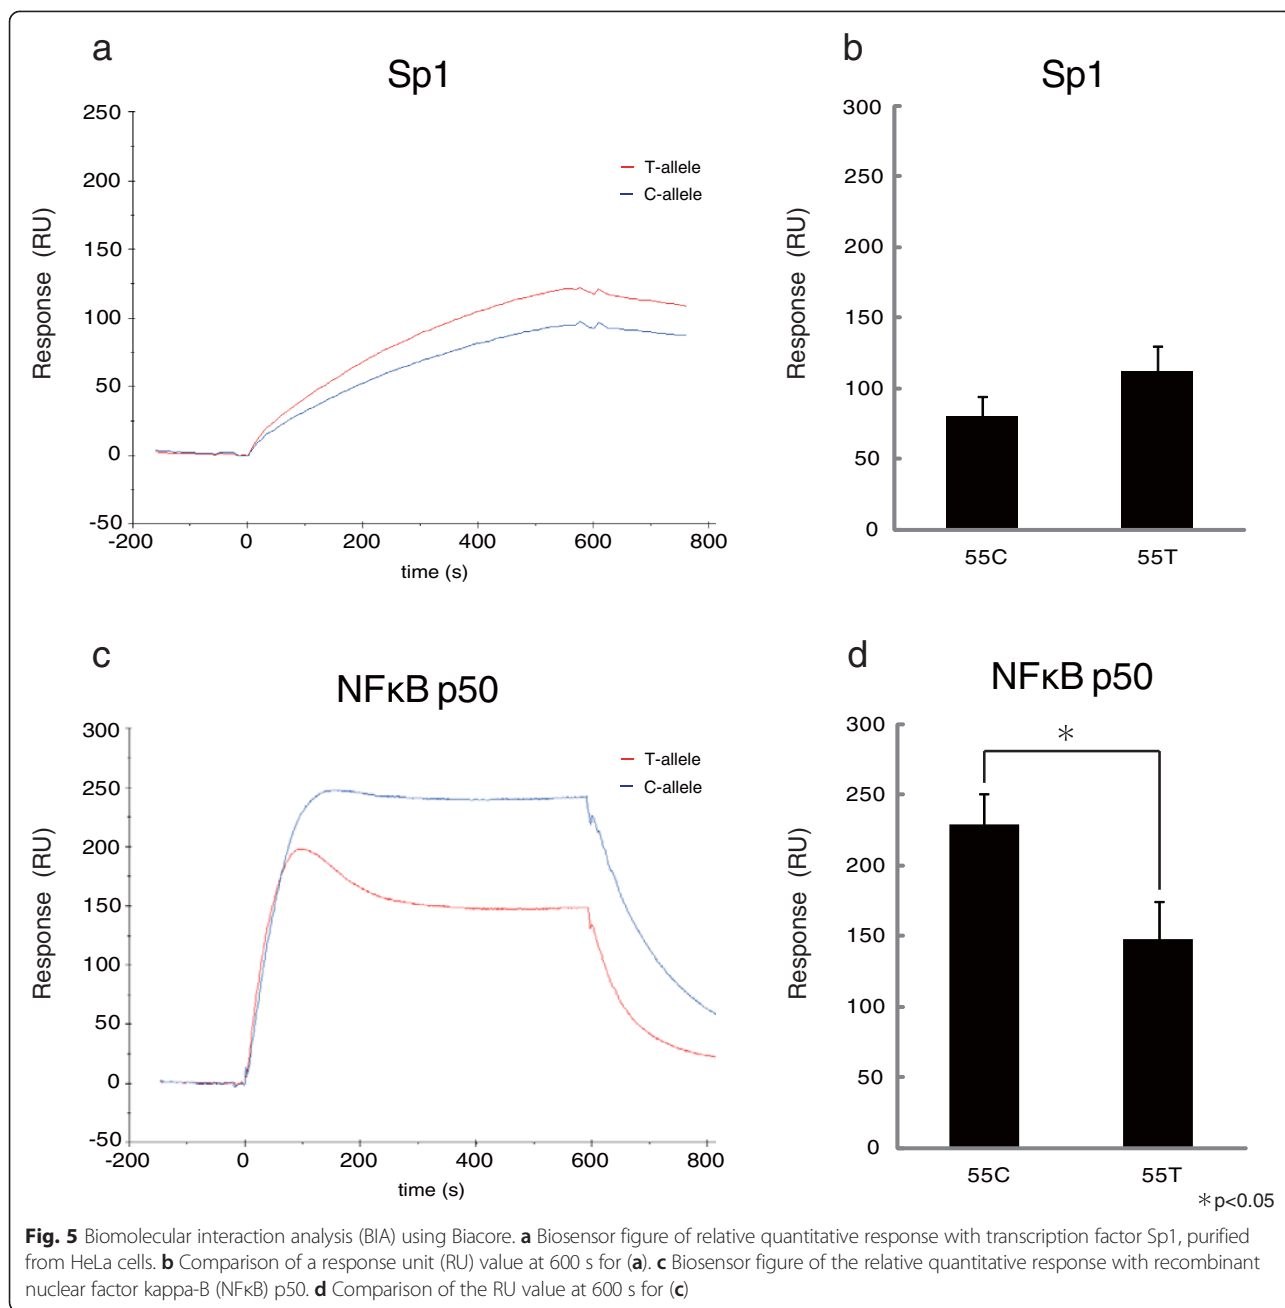 a
Sp1
250
200
150
100
50
0
-50
-200
0
200
400
600
800
Response (RU)
time (s)
T-allele
C-allele
b
Sp1
300
250
200
150
100
50
0
Response (RU)
55C
55T
c
NFκB p50
300
250
200
150
100
50
0
-50
-200
0
200
400
600
800
Response (RU)
time (s)
T-allele
C-allele
d
NFκB p50
300
250
200
150
100
50
0
Response (RU)
*
55C
55T
*p<0.05
Fig. 5 Biomolecular interaction analysis (BIA) using Biacore. a Biosensor figure of relative quantitative response with transcription factor Sp1, purified
from HeLa cells. b Comparison of a response unit (RU) value at 600 s for (a). c Biosensor figure of the relative quantitative response with recombinant
nuclear factor kappa-B (NFκB) p50. d Comparison of the RU value at 600 s for (c)